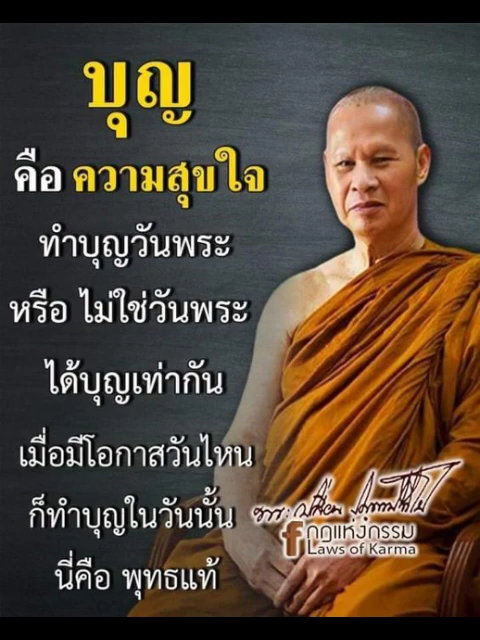 บุญ
คือ ความสุขใจ
ทำบุญวันพระ
หรือ ไม่ใช่วันพระ
ได้บุญเท่ากัน
เมื่อมีโอกาสวันไหน
ก็ทำบุญในวันนั้น
นี่คือ พุทธแท้
f กฎแห่งกรรม
Laws of Karma